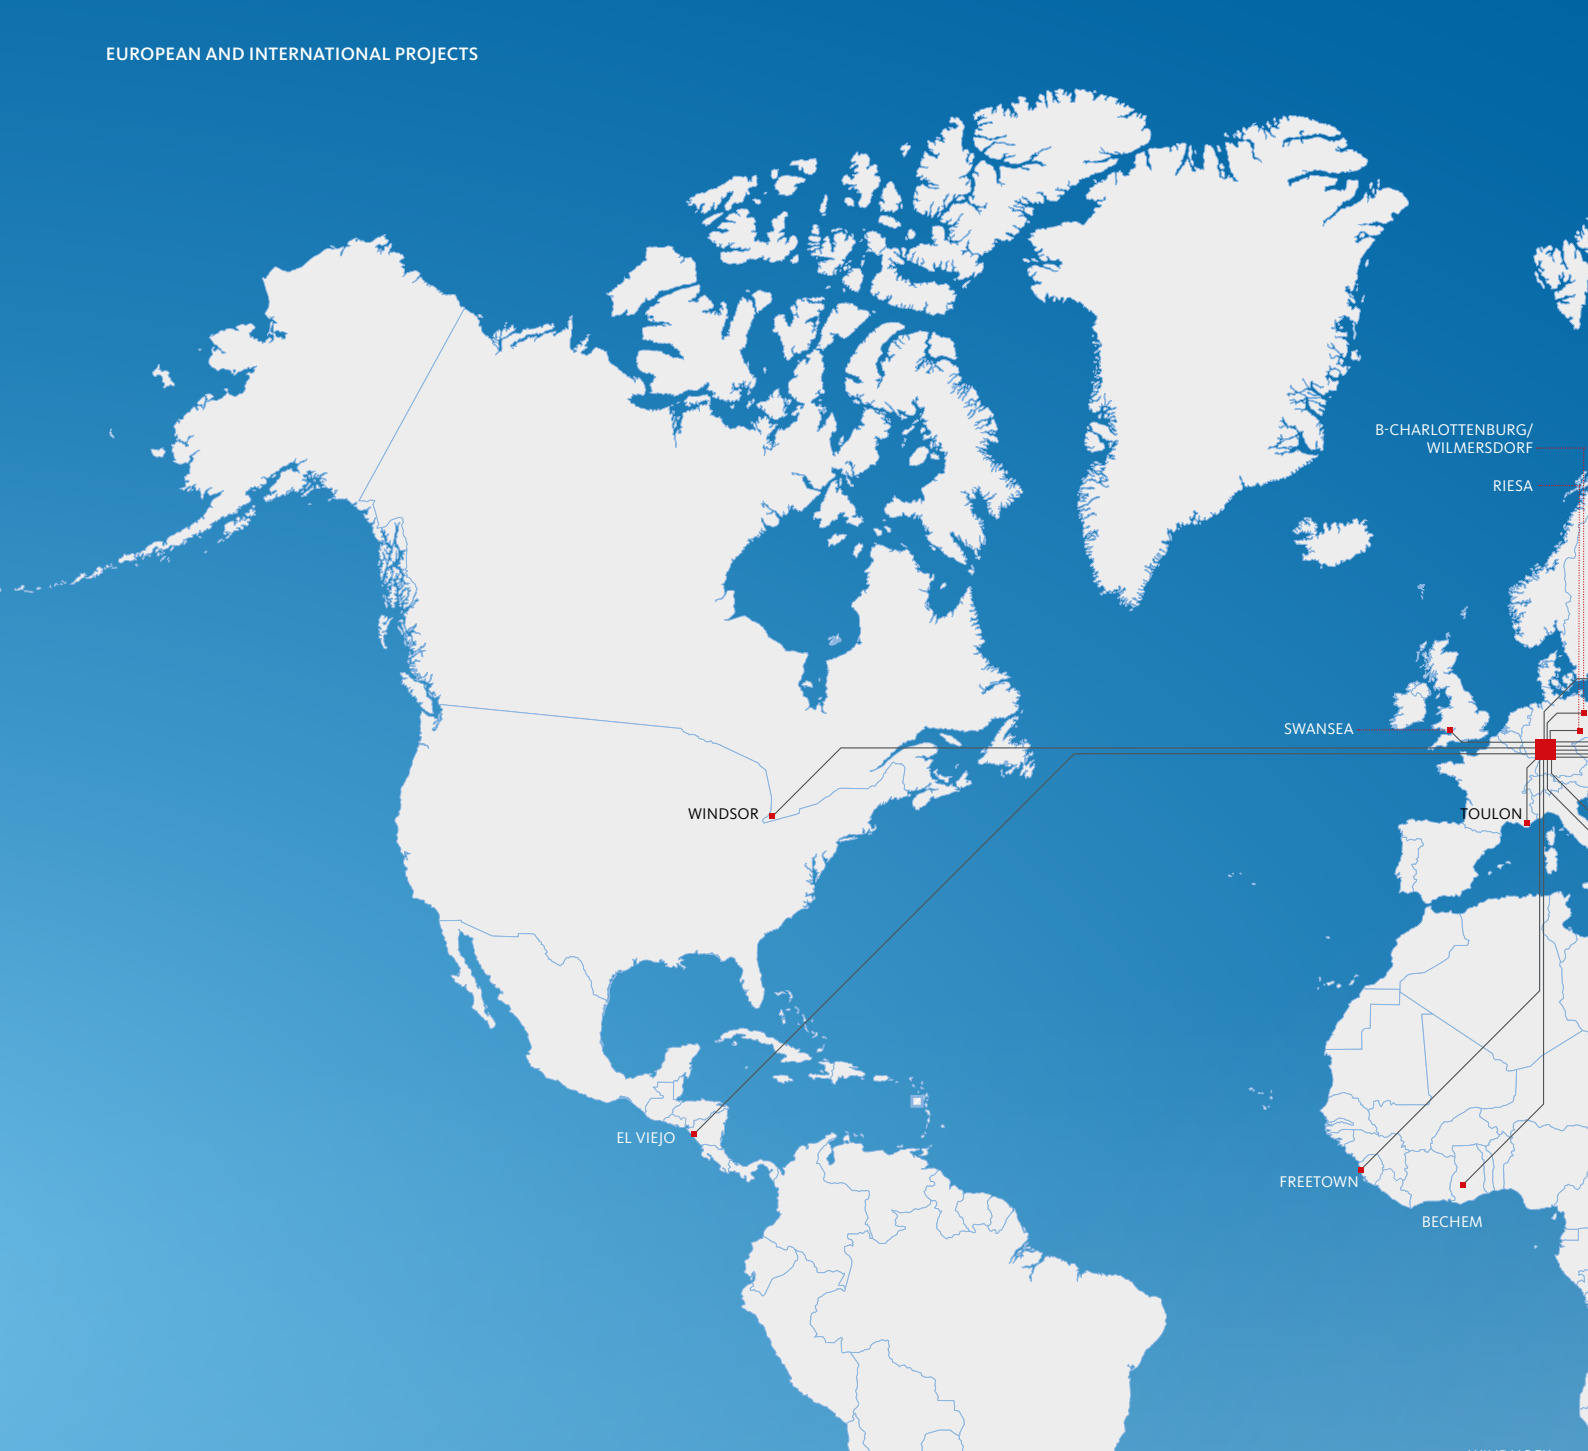 EUROPEAN AND INTERNATIONAL PROJECTS
B-CHARLOTTENBURG/
WILMERSDORF
RIESA
SWANSEA
WINDSOR
TOULON
EL VIEJO
FREETOWN
BECHEM